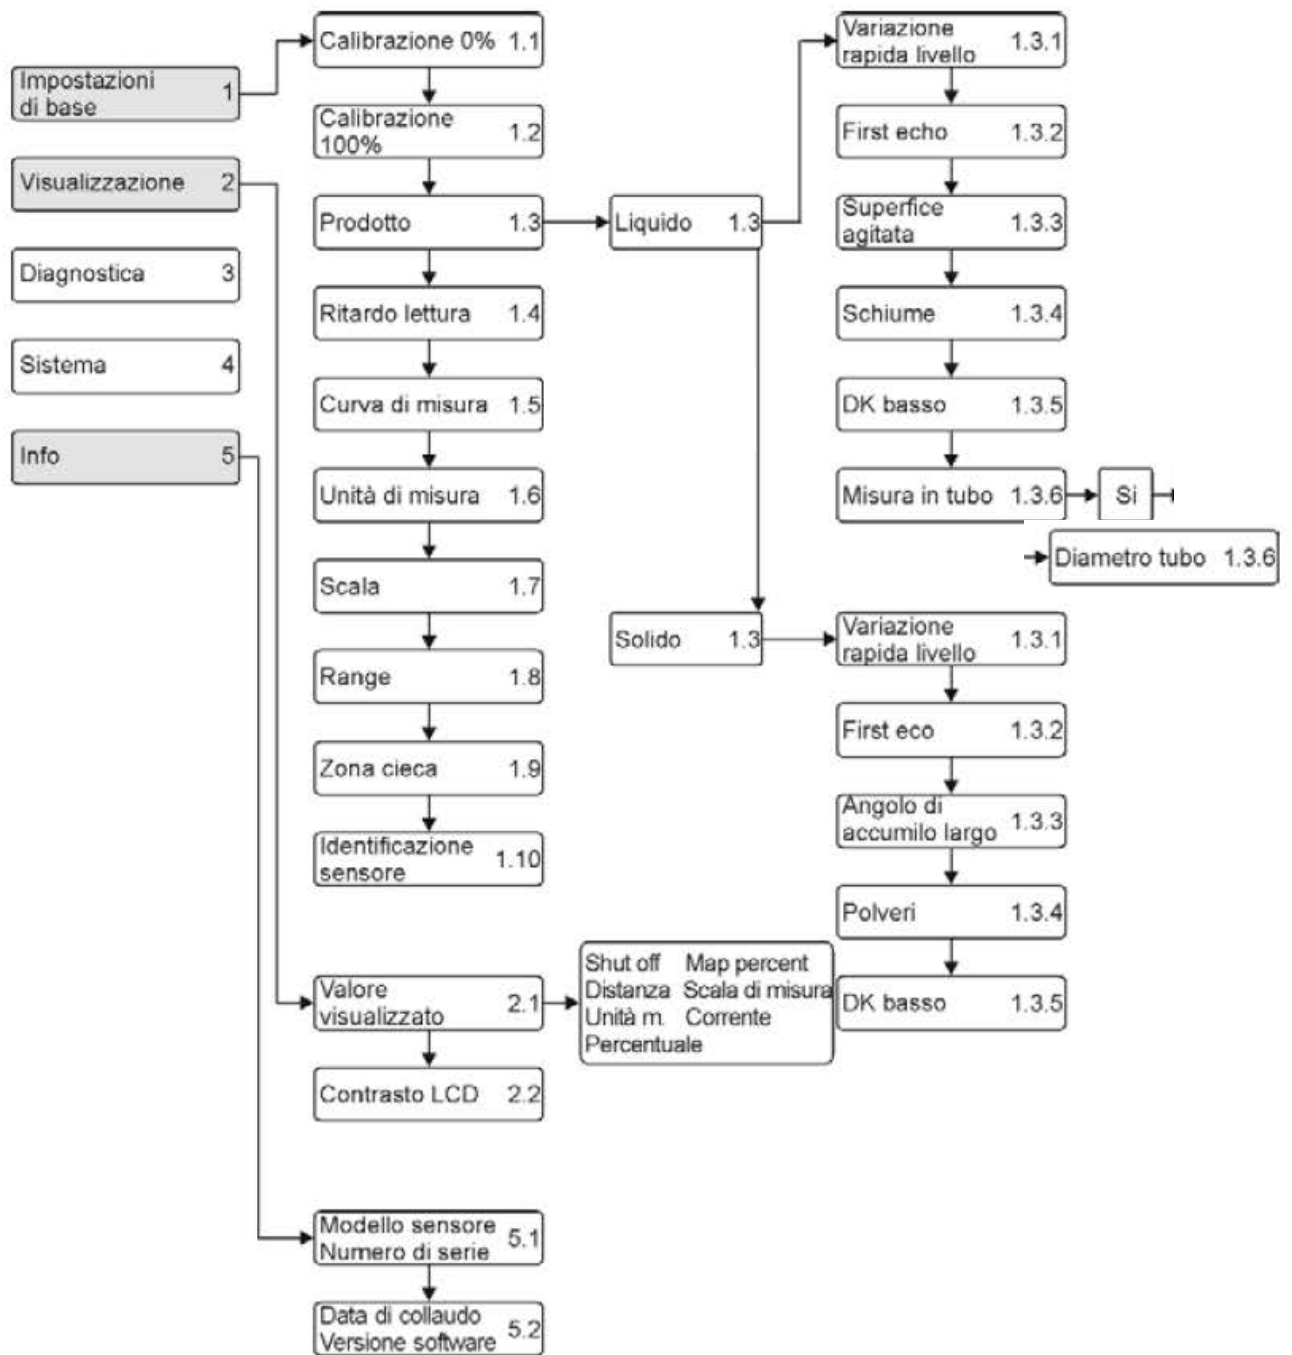 Impostazioni
di base 1
Visualizzazione 2
Diagnostica 3
Sistema 4
Info 5
Calibrazione 0% 1.1
Calibrazione
100% 1.2
Prodotto 1.3
Ritardo lettura 1.4
Curva di misura 1.5
Unità di misura 1.6
Scala 1.7
Range 1.8
Zona cieca 1.9
Identificazione
sensore 1.10
Liquido 1.3
Variazione
rapida livello 1.3.1
First echo 1.3.2
Superfice
agitata 1.3.3
Schiume 1.3.4
DK basso 1.3.5
Misura in tubo 1.3.6
Si
Diametro tubo 1.3.6
Solido 1.3
Variazione
rapida livello 1.3.1
First eco 1.3.2
Angolo di
accumilo largo 1.3.3
Polveri 1.3.4
DK basso 1.3.5
Valore
visualizzato 2.1
Shut off Map percent
Distanza Scala di misura
Unità m. Corrente
Percentuale
Contrasto LCD 2.2
Modello sensore
Numero di serie 5.1
Data di collaudo
Versione software 5.2